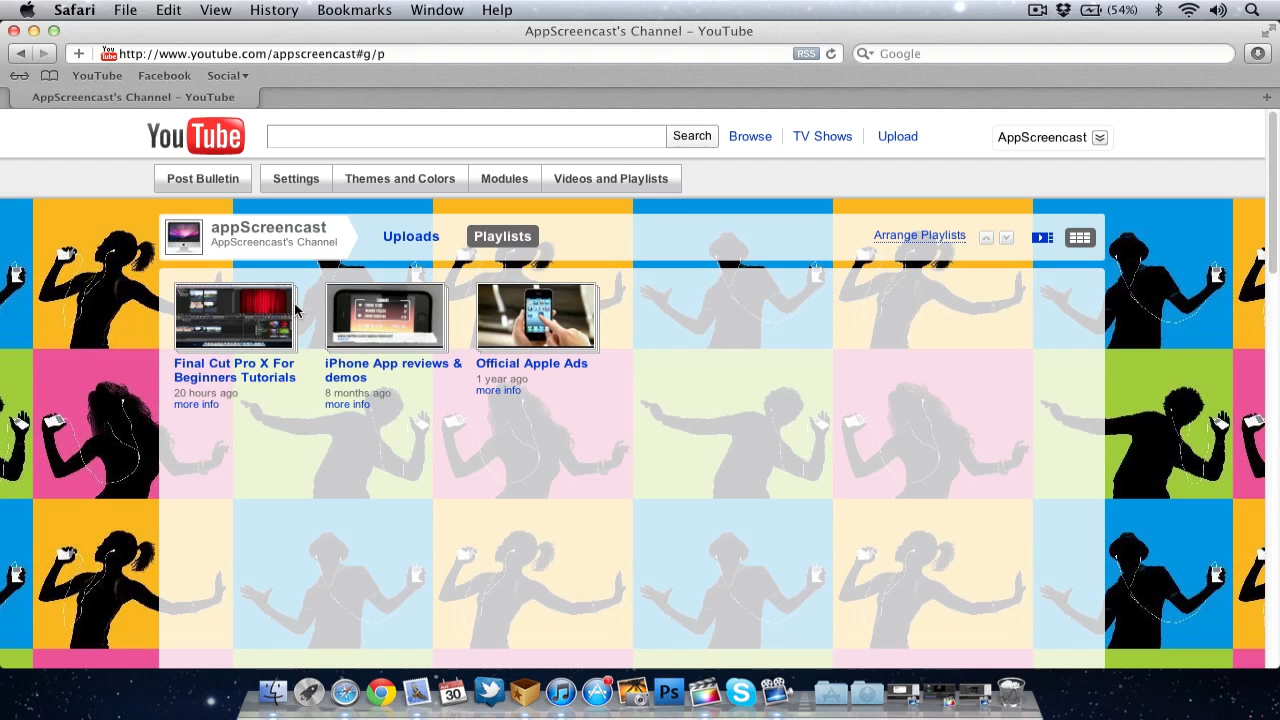 Safari File Edit View History Bookmarks Window Help (54%)
AppScreencast's Channel – YouTube
http://www.youtube.com/appscreencast#g/p RSS Google
YouTube Facebook Social
AppScreencast's Channel – YouTube
YouTube Search Browse TV Shows Upload AppScreencast
Post Bulletin Settings Themes and Colors Modules Videos and Playlists
appScreencast
AppScreencast's Channel
Uploads Playlists Arrange Playlists
Final Cut Pro X For
Beginners Tutorials
20 hours ago
more info
iPhone App reviews &
demos
8 months ago
more info
Official Apple Ads
1 year ago
more info
30
Ps